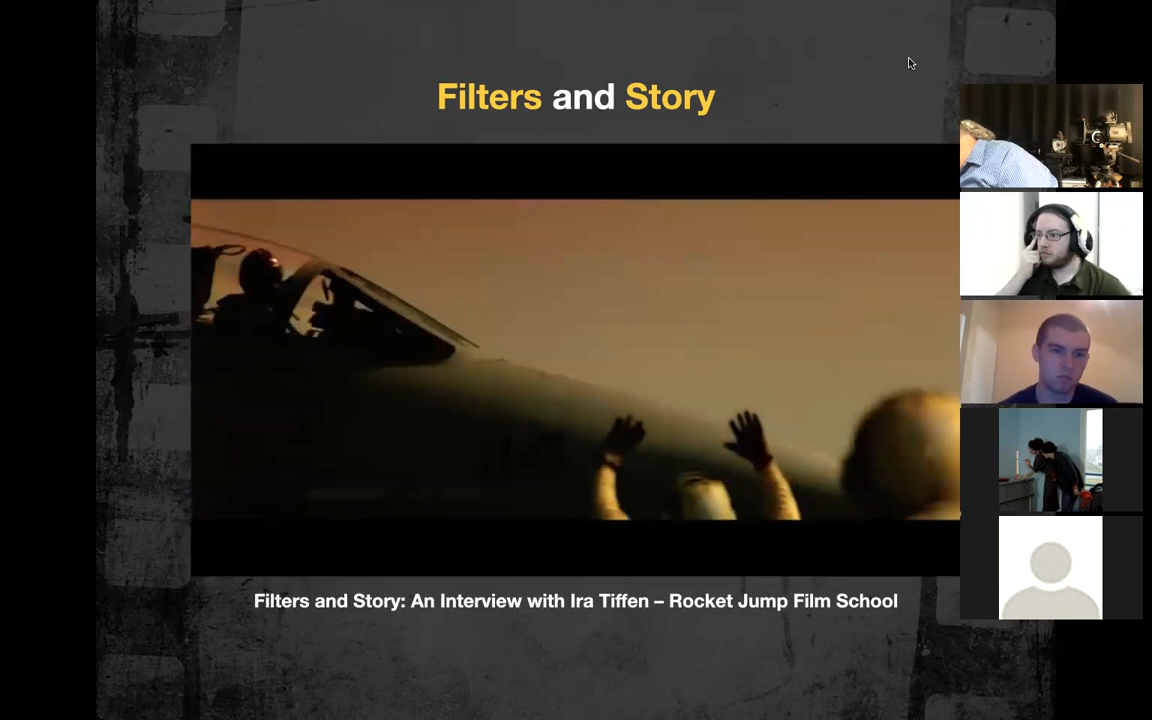 Filters and Story
Filters and Story: An Interview with Ira Tiffen – Rocket Jump Film School